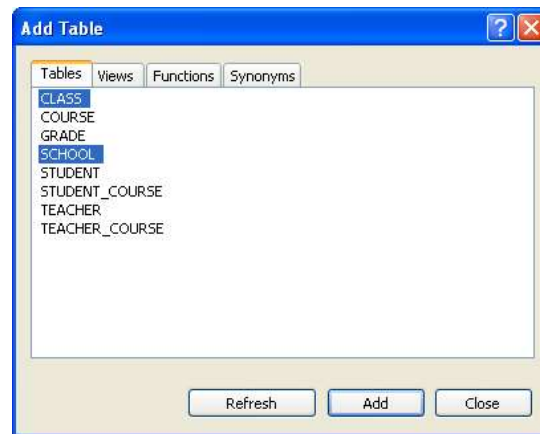 Add Table
Tables Views Functions Synonyms
CLASS
COURSE
GRADE
SCHOOL
STUDENT
STUDENT_COURSE
TEACHER
TEACHER_COURSE
Refresh Add Close